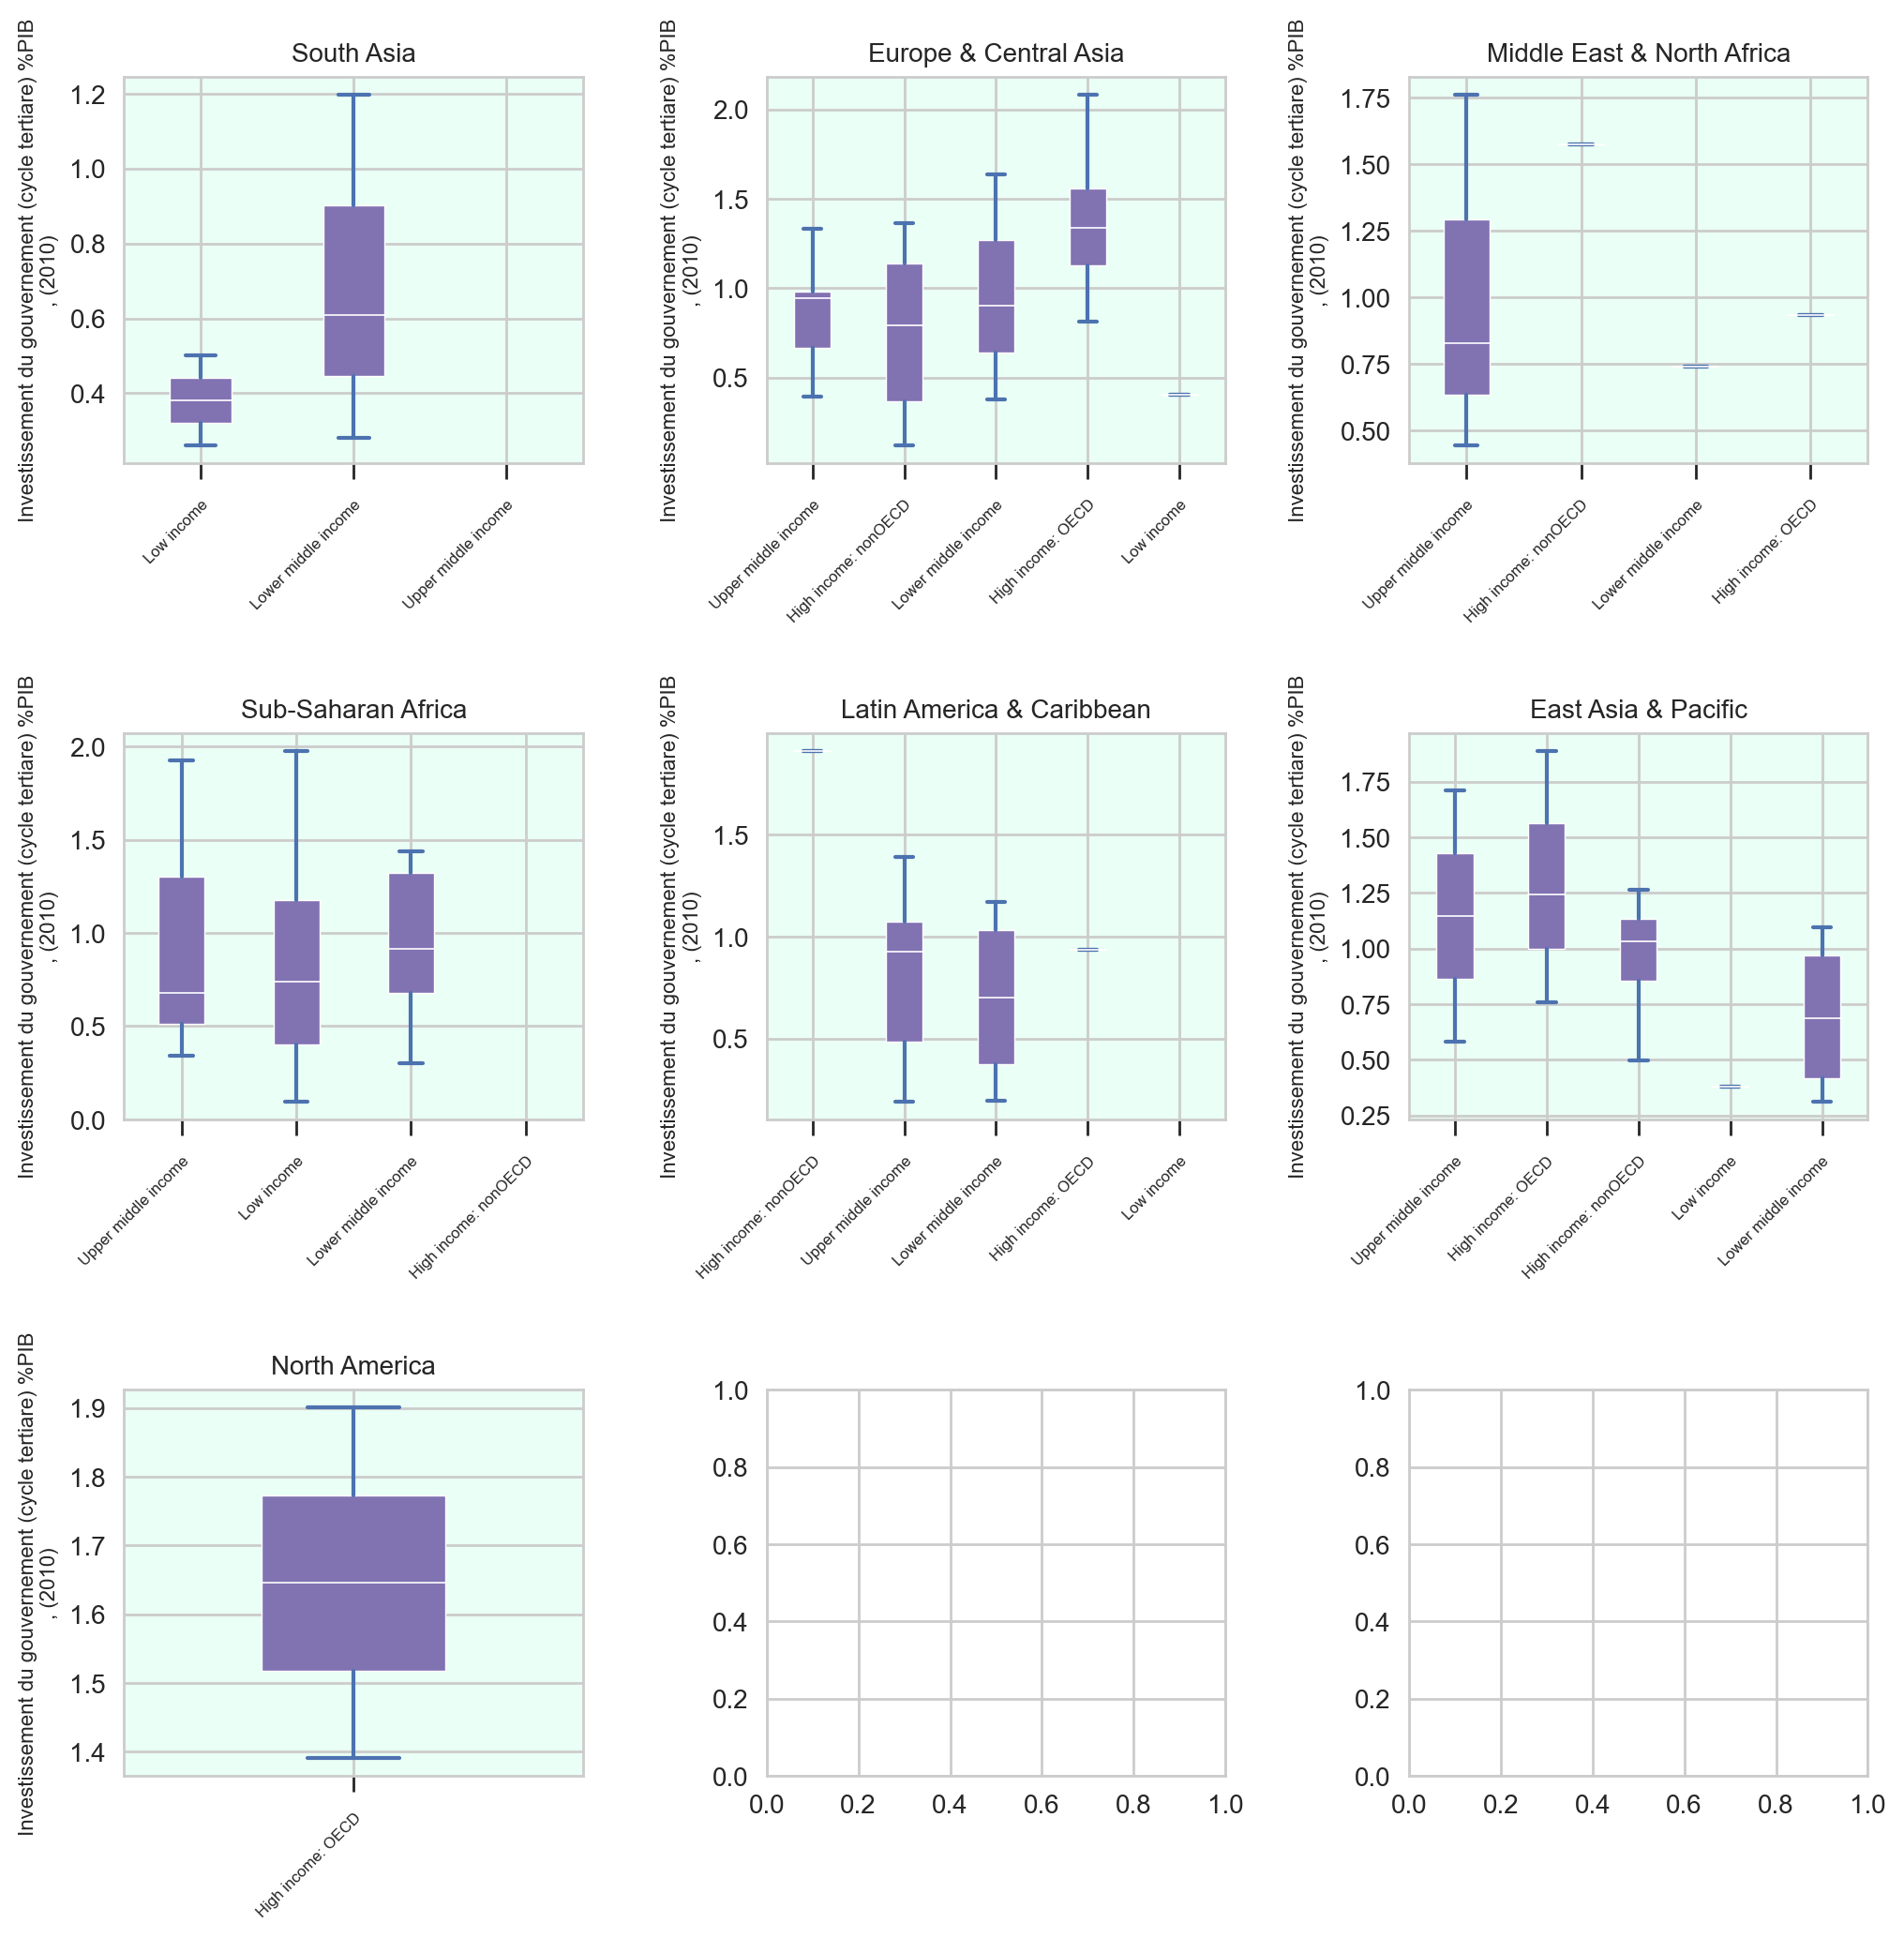 South Asia
Investissement du gouvernement (cycle tertiare) %PIB
, (2010)
1.2
1.0
0.8
0.6
0.4
Low income
Lower middle income
Upper middle income
Europe & Central Asia
Investissement du gouvernement (cycle tertiare) %PIB
, (2010)
2.0
1.5
1.0
0.5
Upper middle income
High income: nonOECD
Lower middle income
High income: OECD
Low income
Middle East & North Africa
Investissement du gouvernement (cycle tertiare) %PIB
, (2010)
1.75
1.50
1.25
1.00
0.75
0.50
Upper middle income
High income: nonOECD
Lower middle income
High income: OECD
Sub-Saharan Africa
Investissement du gouvernement (cycle tertiare) %PIB
, (2010)
2.0
1.5
1.0
0.5
0.0
Upper middle income
Low income
Lower middle income
High income: nonOECD
Latin America & Caribbean
Investissement du gouvernement (cycle tertiare) %PIB
, (2010)
1.5
1.0
0.5
High income: nonOECD
Upper middle income
Lower middle income
High income: OECD
Low income
East Asia & Pacific
Investissement du gouvernement (cycle tertiare) %PIB
, (2010)
1.75
1.50
1.25
1.00
0.75
0.50
0.25
Upper middle income
High income: OECD
High income: nonOECD
Low income
Lower middle income
North America
Investissement du gouvernement (cycle tertiare) %PIB
, (2010)
1.9
1.8
1.7
1.6
1.5
1.4
High income: OECD
1.0
0.8
0.6
0.4
0.2
0.0
0.0 0.2 0.4 0.6 0.8 1.0
1.0
0.8
0.6
0.4
0.2
0.0
0.0 0.2 0.4 0.6 0.8 1.0